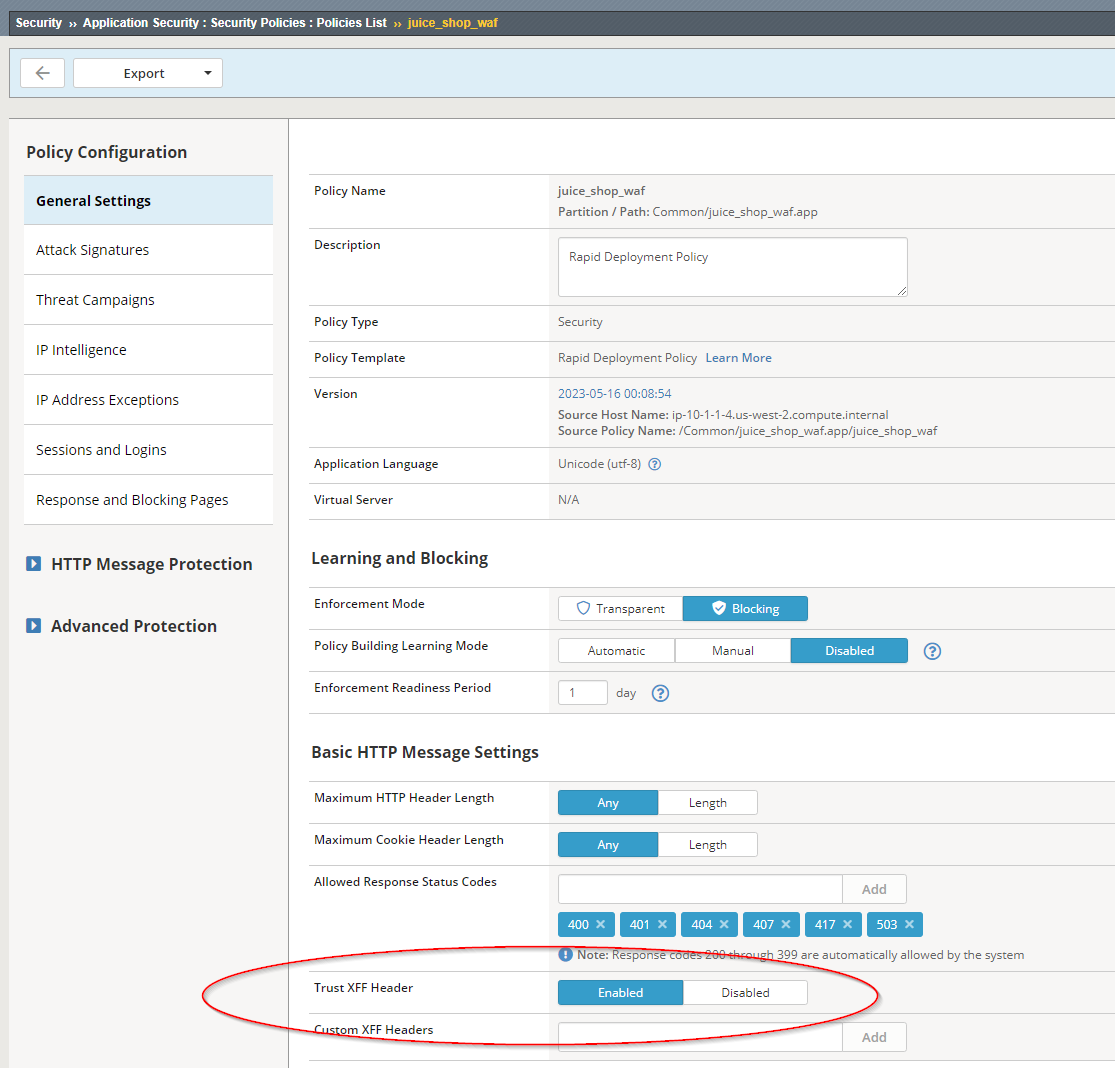 Security ›› Application Security : Security Policies : Policies List ›› juice_shop_waf
Export
Policy Configuration
General Settings
Attack Signatures
Threat Campaigns
IP Intelligence
IP Address Exceptions
Sessions and Logins
Response and Blocking Pages
HTTP Message Protection
Advanced Protection
Policy Name
juice_shop_waf
Partition / Path: Common/juice_shop_waf.app
Description
Rapid Deployment Policy
Policy Type
Security
Policy Template
Rapid Deployment Policy Learn More
Version
2023-05-16 00:08:54
Source Host Name: ip-10-1-1-4.us-west-2.compute.internal
Source Policy Name: /Common/juice_shop_waf.app/juice_shop_waf
Application Language
Unicode (utf-8) ?
Virtual Server
N/A
Learning and Blocking
Enforcement Mode
Transparent Blocking
Policy Building Learning Mode
Automatic Manual Disabled ?
Enforcement Readiness Period
1 day ?
Basic HTTP Message Settings
Maximum HTTP Header Length
Any Length
Maximum Cookie Header Length
Any Length
Allowed Response Status Codes
Add
400 × 401 × 404 × 407 × 417 × 503 ×
! Note: Response codes 200 through 399 are automatically allowed by the system
Trust XFF Header
Enabled Disabled
Custom XFF Headers
Add